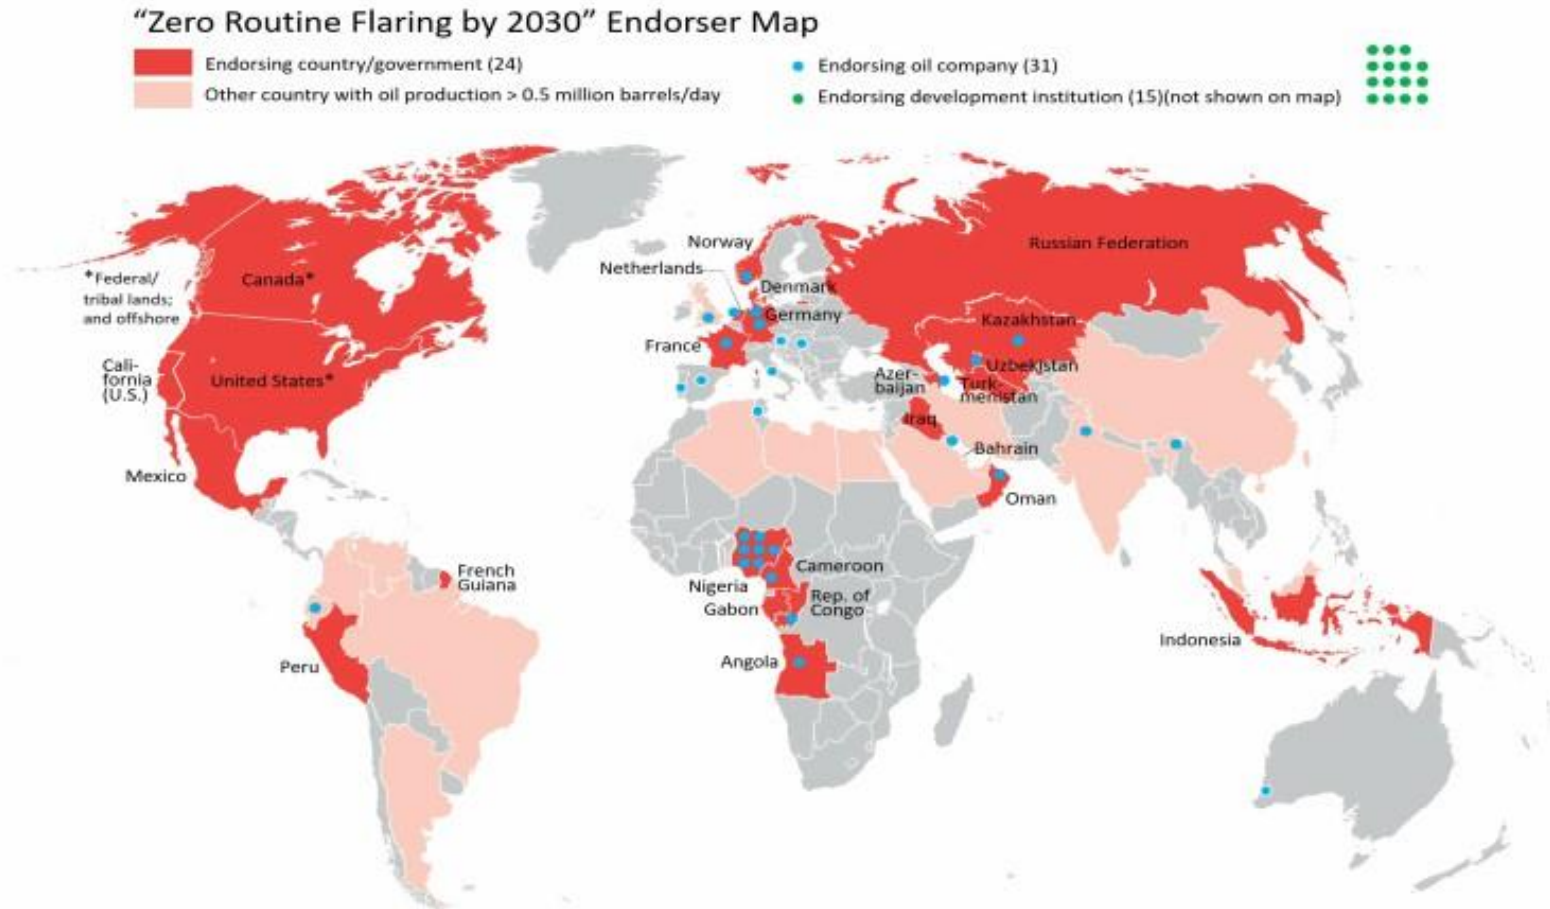 “Zero Routine Flaring by 2030” Endorser Map
Endorsing country/government (24)
Other country with oil production > 0.5 million barrels/day
Endorsing oil company (31)
Endorsing development institution (15)(not shown on map)
*Federal/
tribal lands;
and offshore
Canada*
Cali-
fornia
(U.S.)
United States*
Mexico
French
Guiana
Peru
Norway
Netherlands
Denmark
Germany
France
Russian Federation
Kazakhstan
Uzbekistan
Azer-
baijan
Turk-
menistan
Iraq
Bahrain
Oman
Nigeria
Cameroon
Gabon
Rep. of
Congo
Angola
Indonesia